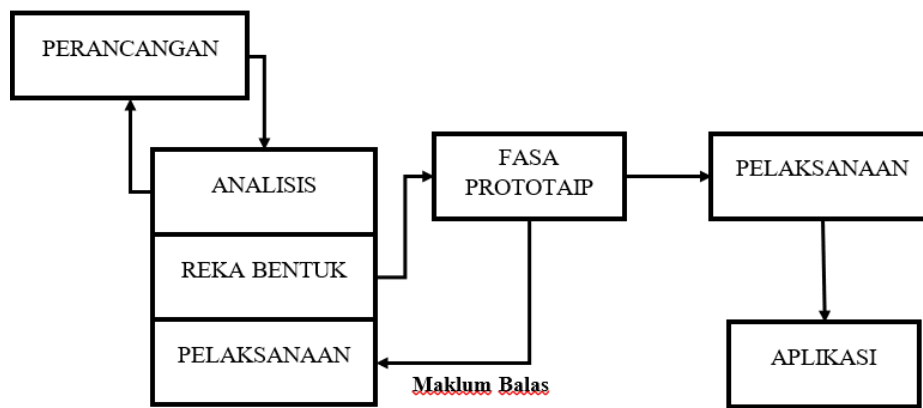 PERANCANGAN
ANALISIS
REKA BENTUK
PELAKSANAAN
FASA
PROTOTAIP
Maklum Balas
PELAKSANAAN
APLIKASI